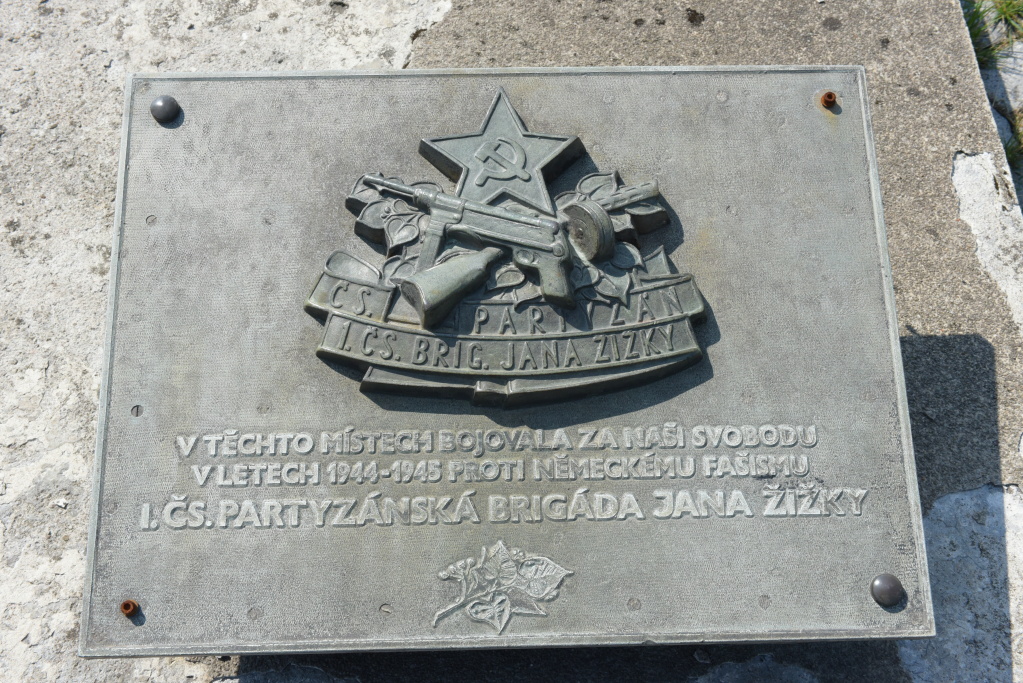 ČS. PARTYZÁN
1. ČS. BRIG. JANA ŽIŽKY
V TĚCHTO MÍSTECH BOJOVALA ZA NAŠI SVOBODU
V LETECH 1944-1945 PROTI NĚMECKÉMU FAŠISMU
I. ČS. PARTYZÁNSKÁ BRIGÁDA JANA ŽIŽKY